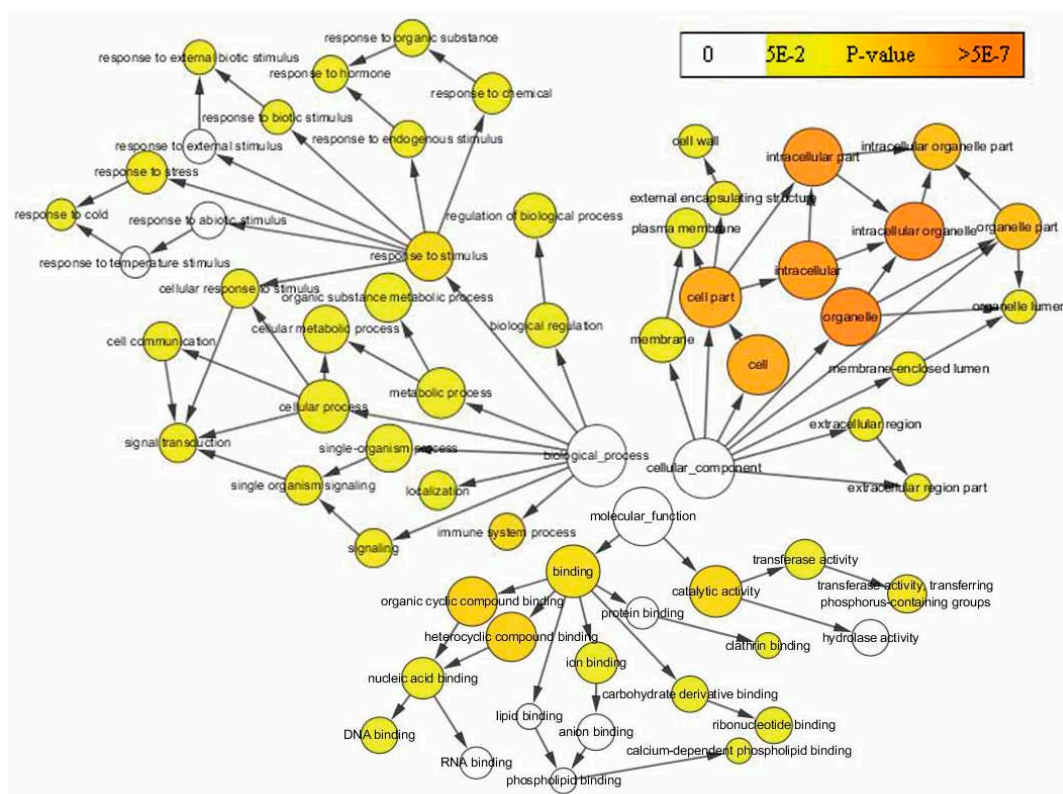 response to organic substance
response to external biotic stimulus
response to hormone
response to chemical
response to biotic stimulus
response to endogenous stimulus
response to external stimulus
response to stress
response to cold
response to abiotic stimulus
response to temperature stimulus
response to stimulus
regulation of biological process
cellular response to stimulus
organic substance metabolic process
cellular metabolic process
biological regulation
cell communication
metabolic process
cellular process
signal transduction
single-organism process
biological_process
single organism signaling
localization
immune system process
signaling
0
5E-2
P-value
>5E-7
cell wall
intracellular part
intracellular organelle part
external encapsulating structure
plasma membrane
intracellular organelle
organelle part
intracellular
cell part
organelle
organelle lumen
membrane
cell
membrane-enclosed lumen
extracellular region
cellular_component
extracellular region part
molecular_function
binding
catalytic activity
transferase activity
transferase activity, transferring
phosphorus-containing groups
organic cyclic compound binding
protein binding
heterocyclic compound binding
clathrin binding
hydrolase activity
nucleic acid binding
ion binding
carbohydrate derivative binding
lipid binding
anion binding
ribonucleotide binding
DNA binding
RNA binding
calcium-dependent phospholipid binding
phospholipid binding